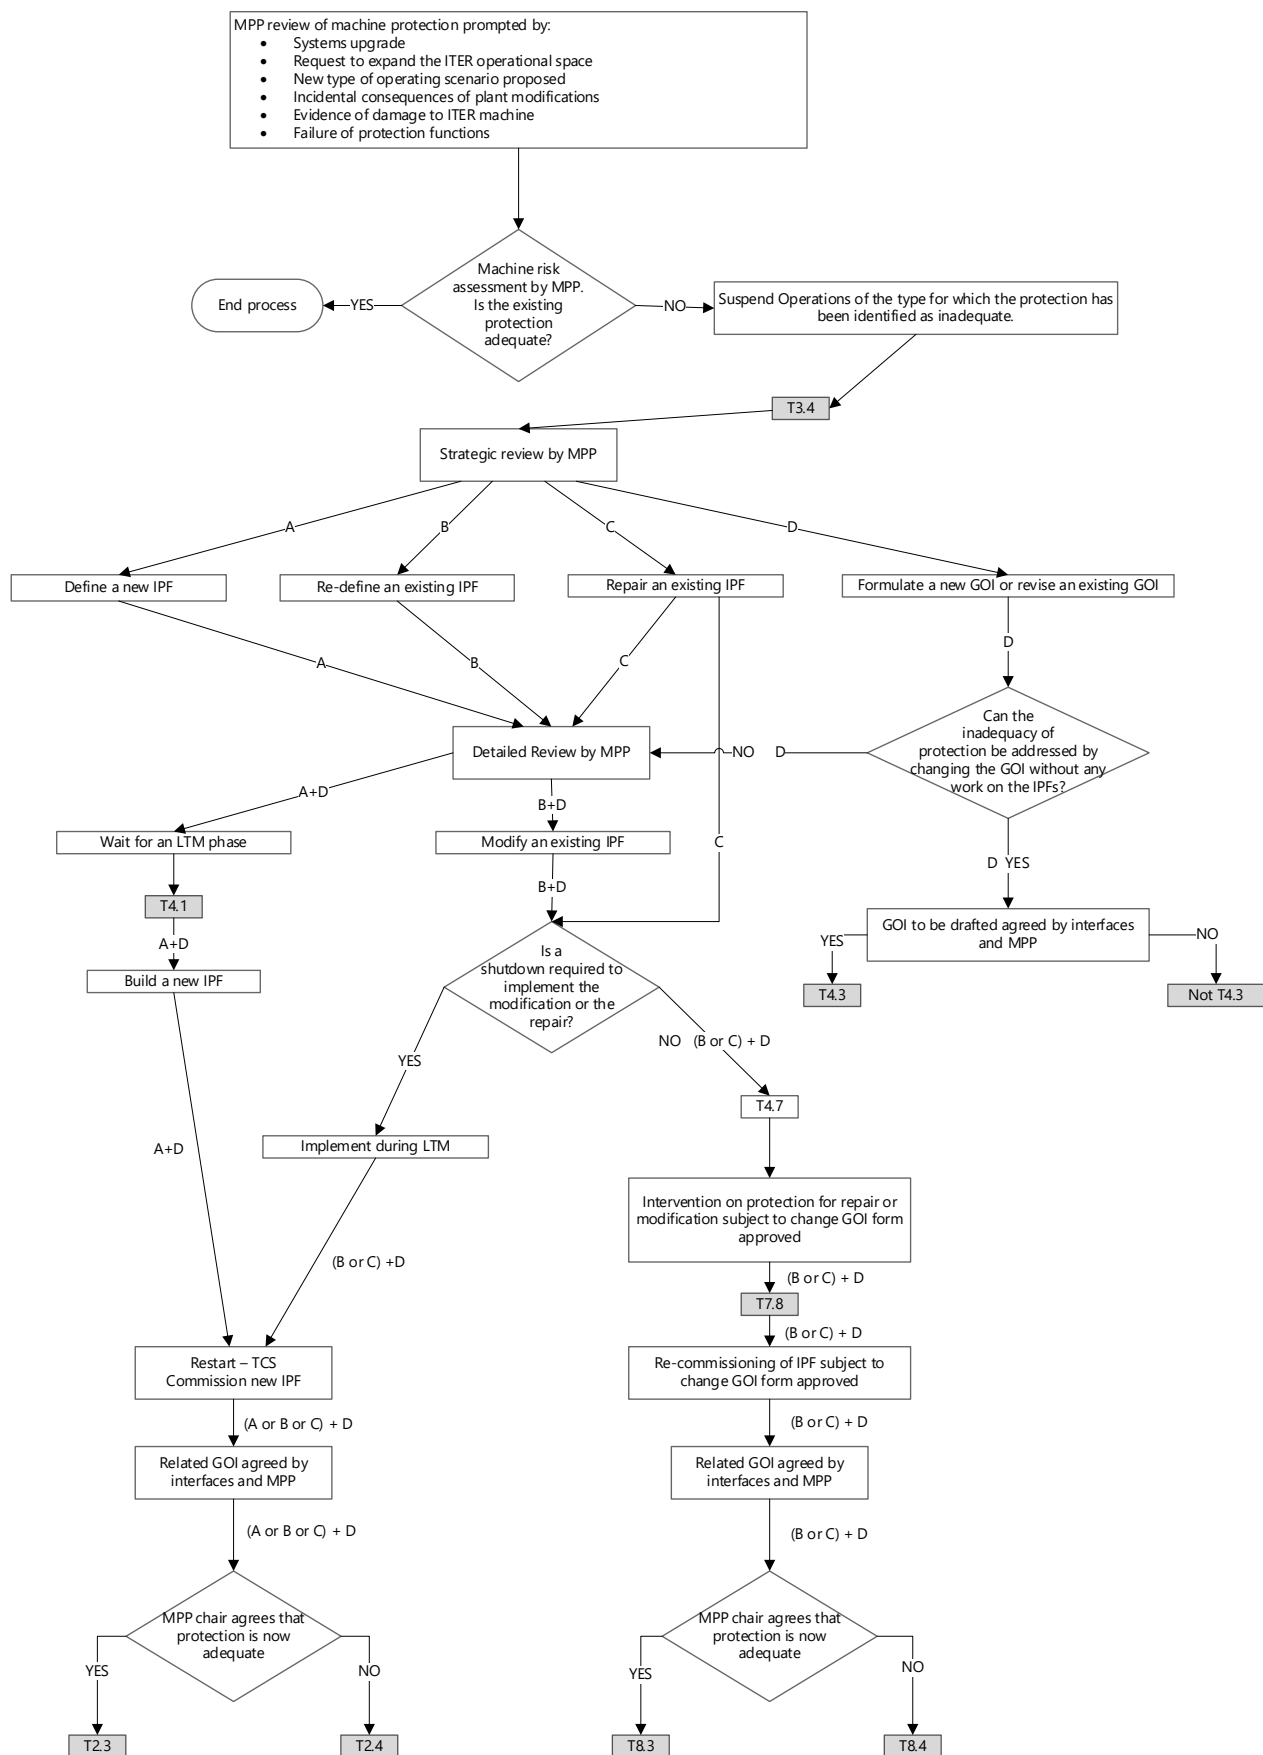 MPP review of machine protection prompted by:
• Systems upgrade
• Request to expand the ITER operational space
• New type of operating scenario proposed
• Incidental consequences of plant modifications
• Evidence of damage to ITER machine
• Failure of protection functions
Machine risk
assessment by MPP.
Is the existing
protection
adequate?
End process
YES
NO
Suspend Operations of the type for which the protection has
been identified as inadequate.
T3.4
Strategic review by MPP
A
B
C
D
Define a new IPF
Re-define an existing IPF
Repair an existing IPF
Formulate a new GOI or revise an existing GOI
A
B
C
D
Can the
inadequacy of
protection be addressed by
changing the GOI without any
work on the IPFs?
Detailed Review by MPP
NO
D
A+D
B+D
Wait for an LTM phase
Modify an existing IPF
C
D YES
T4.1
B+D
A+D
GOI to be drafted agreed by interfaces
and MPP
YES
NO
Build a new IPF
Is a
shutdown required to
implement the
modification or the
repair?
T4.3
Not T4.3
YES
NO (B or C) + D
T4.7
A+D
Implement during LTM
Intervention on protection for repair or
modification subject to change GOI form
approved
(B or C) +D
(B or C) + D
T7.8
(B or C) + D
Restart – TCS
Commission new IPF
Re-commissioning of IPF subject to
change GOI form approved
(A or B or C) + D
(B or C) + D
Related GOI agreed by
interfaces and MPP
Related GOI agreed by
interfaces and MPP
(A or B or C) + D
(B or C) + D
MPP chair agrees that
protection is now
adequate
MPP chair agrees that
protection is now
adequate
YES
NO
YES
NO
T2.3
T2.4
T8.3
T8.4